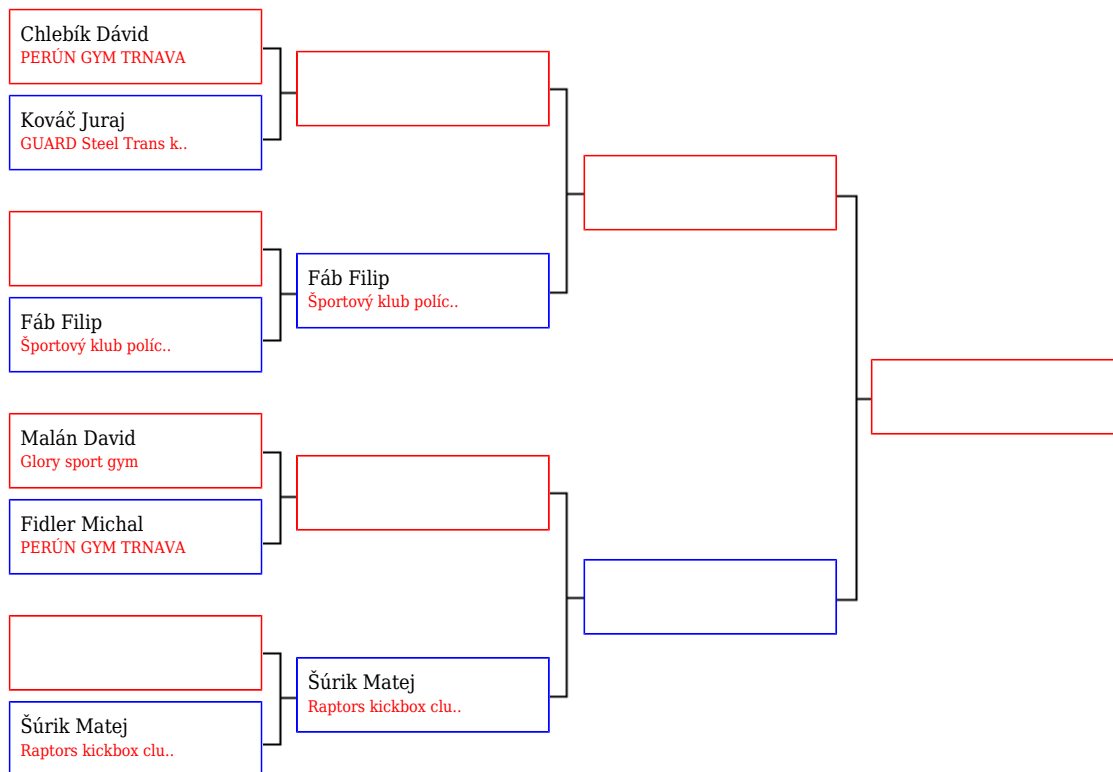 Chlebík Dávid
PERÚN GYM TRNAVA
Kováč Juraj
GUARD Steel Trans k..
Fáb Filip
Športový klub políc..
Malán David
Glory sport gym
Fidler Michal
PERÚN GYM TRNAVA
Šúrik Matej
Raptors kickbox clu..
Fáb Filip
Športový klub políc..
Šúrik Matej
Raptors kickbox clu..